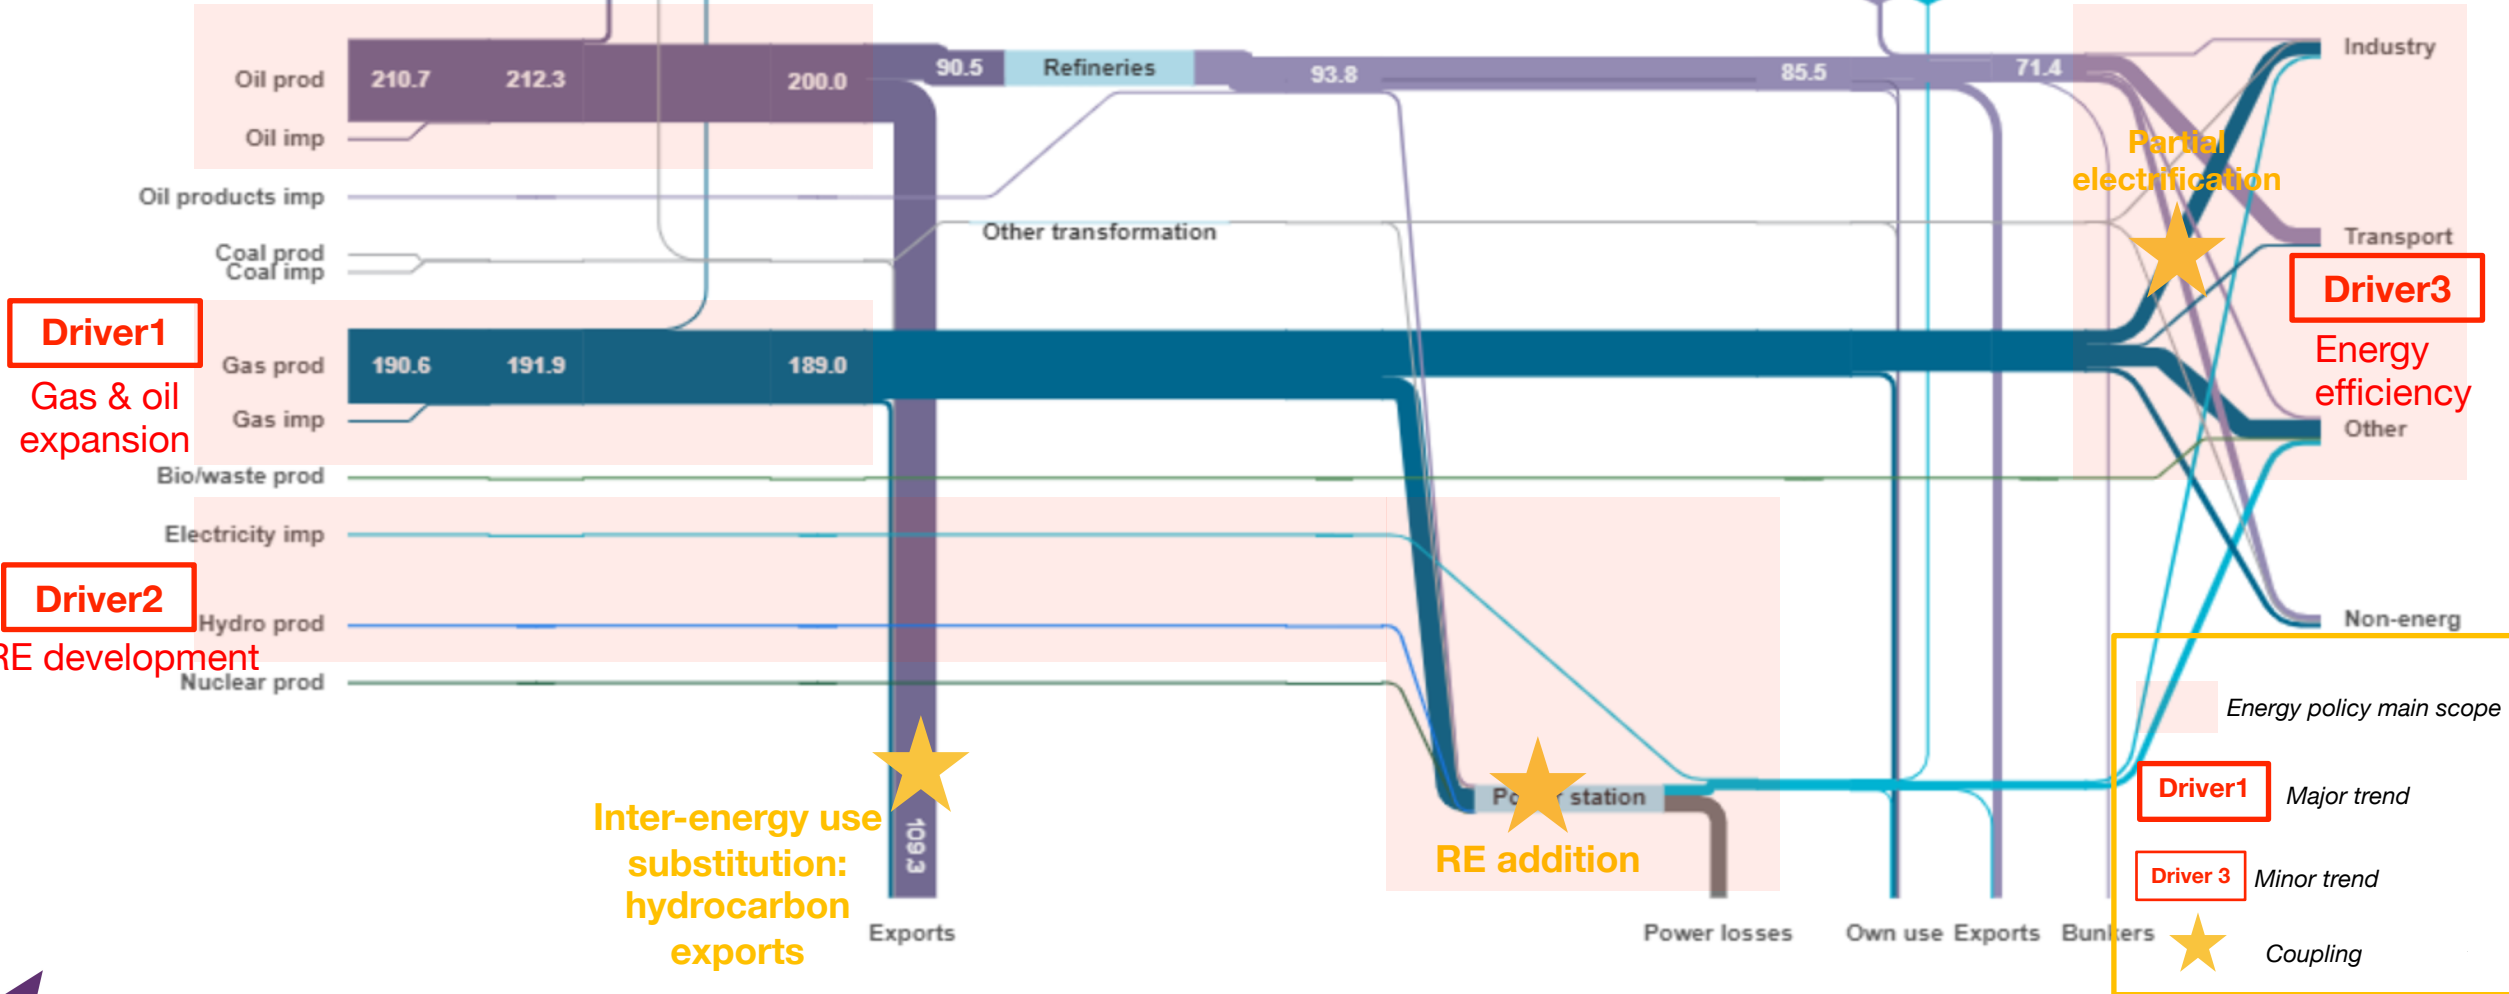 Oil prod
210.7
212.3
200.0
90.5
Refineries
93.8
85.5
71.4
Industry
Oil imp
Partial
electrification
Oil products imp
Other transformation
Transport
Coal prod
Coal imp
Driver1
Gas & oil
expansion
Gas prod
190.6
191.9
189.0
Gas imp
Driver3
Energy
efficiency
Other
Bio/waste prod
Electricity imp
Driver2
RE development
Hydro prod
Nuclear prod
Non-energ
Inter-energy use
substitution:
hydrocarbon
exports
109.3
Exports
station
RE addition
Power losses
Own use
Exports
Bunkers
Energy policy main scope
Driver1
Major trend
Driver 3
Minor trend
Coupling